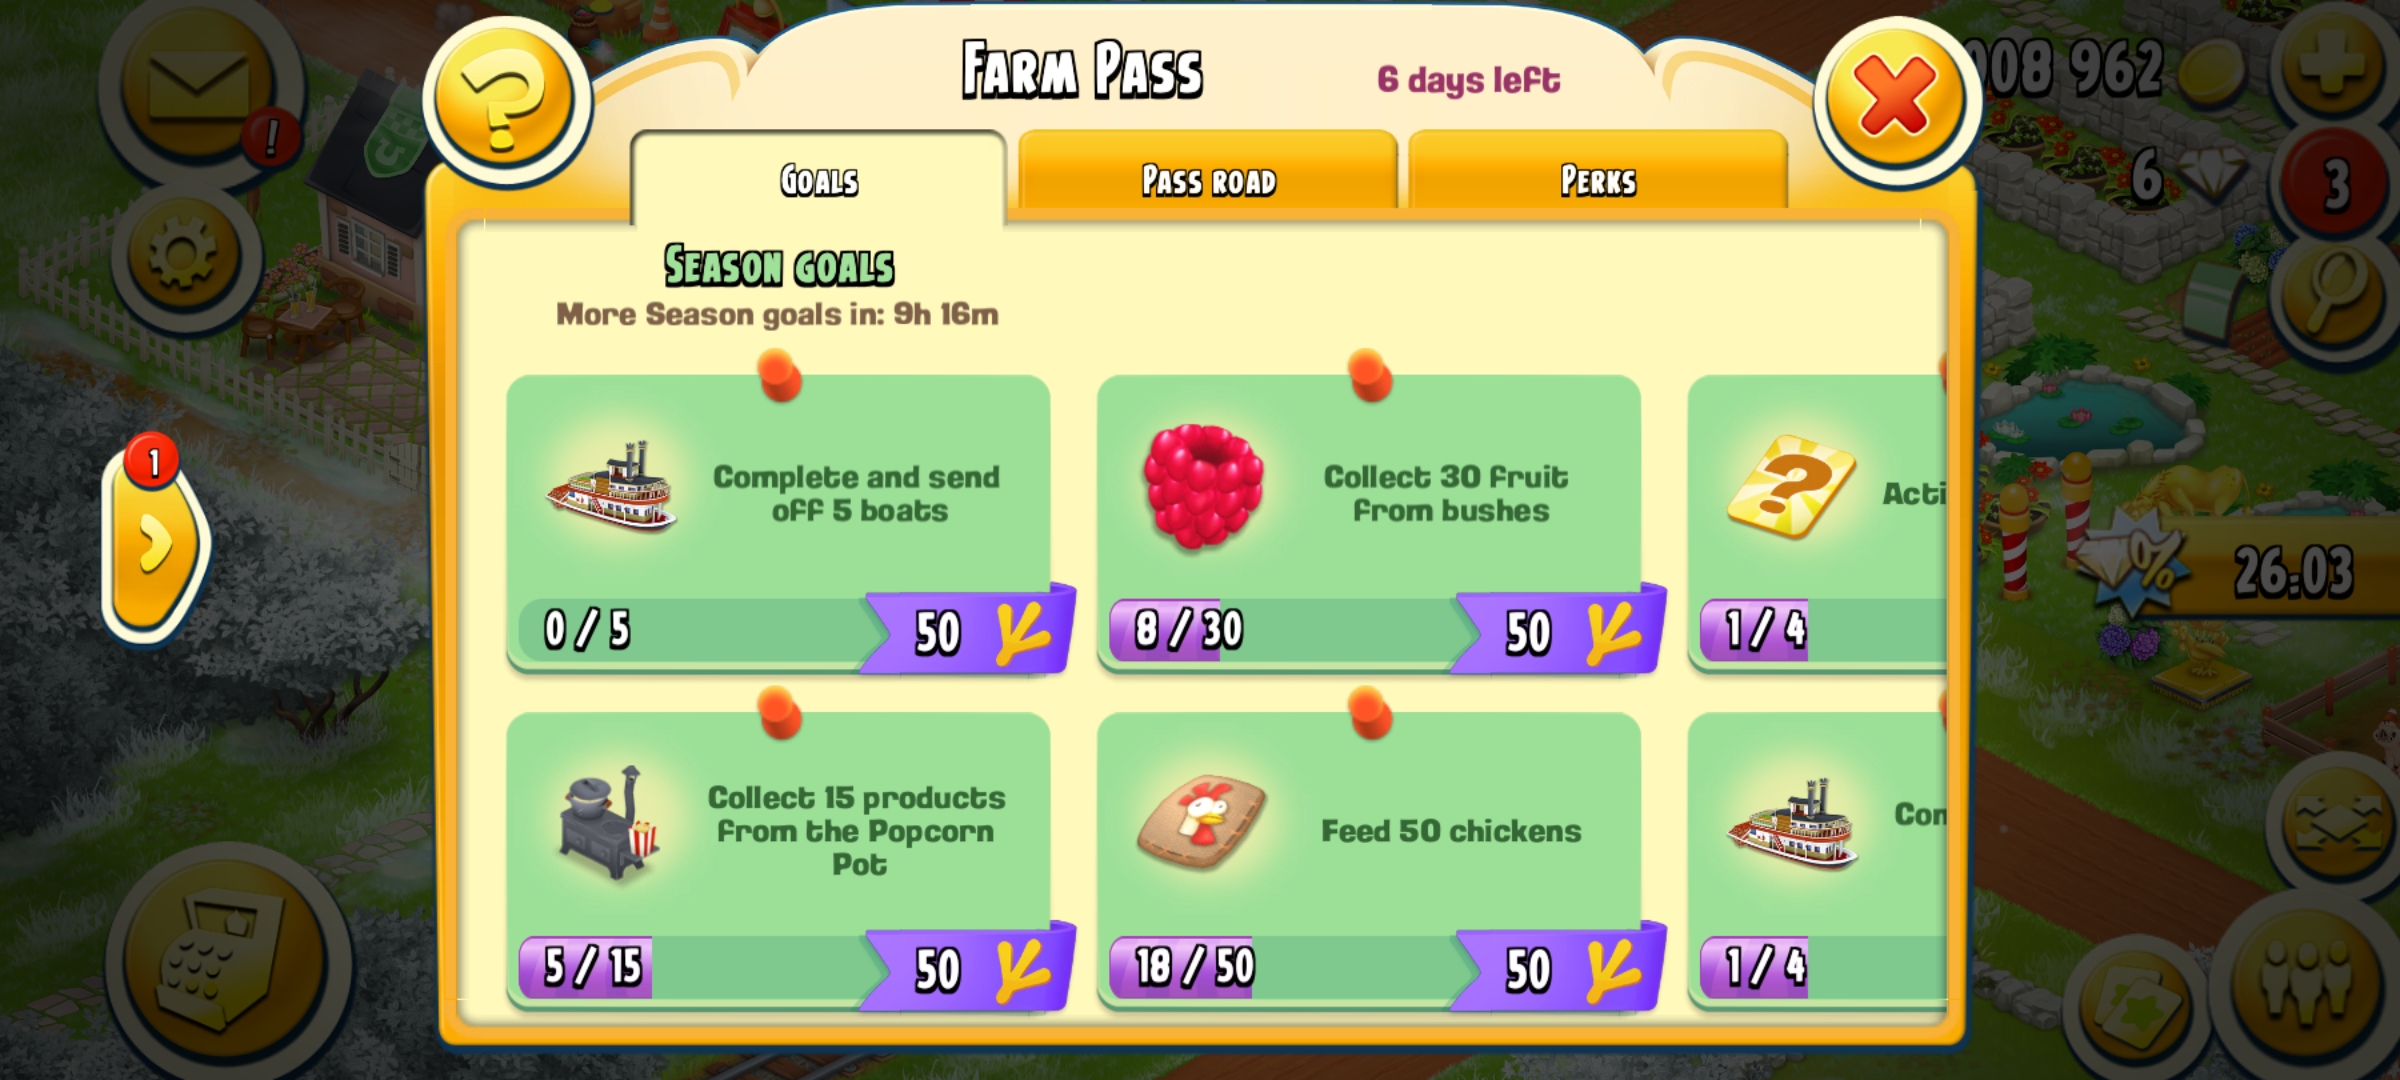 FARM PASS
6 days left
008 962
6
3
!
GOALS
PASS ROAD
PERKS
SEASON GOALS
More Season goals in: 9h 16m
Complete and send
off 5 boats
0 / 5
50
Collect 30 fruit
from bushes
8 / 30
50
Acti
1 / 4
1
26:03
%
Collect 15 products
from the Popcorn
Pot
5 / 15
50
Feed 50 chickens
18 / 50
50
Com
1 / 4